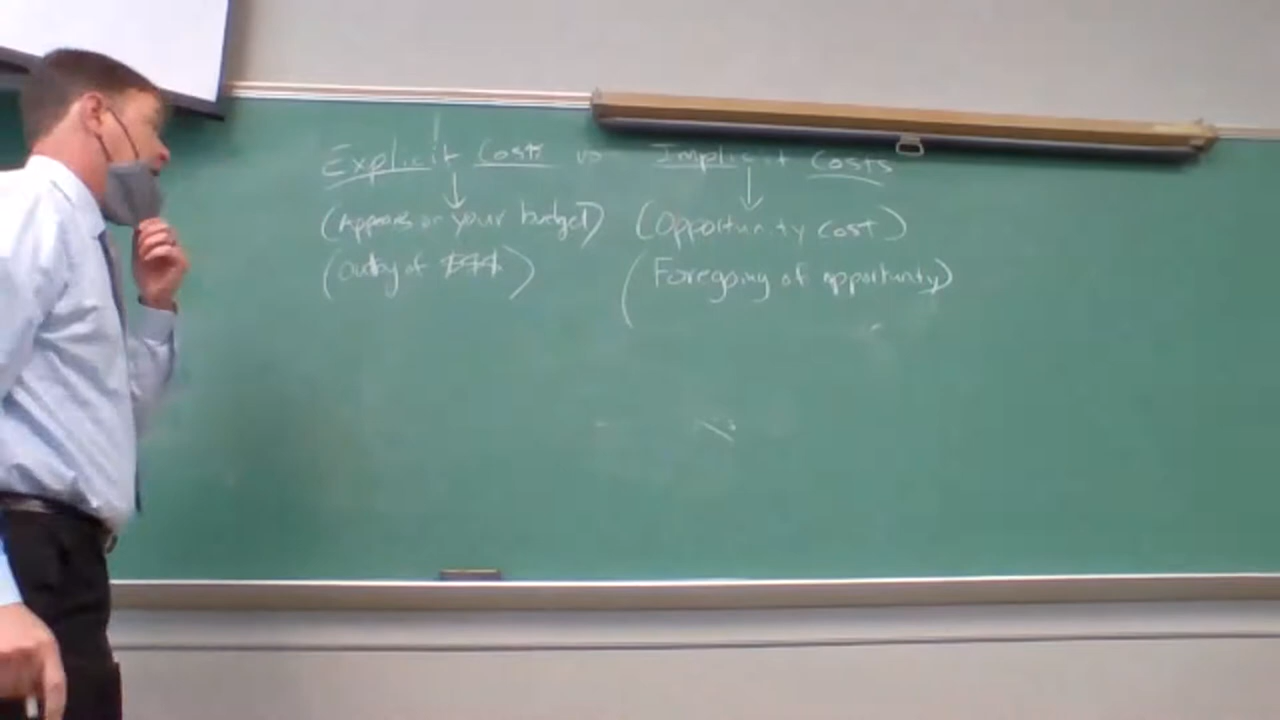 Explicit Costs vs Implicit Costs
(Appears on your budget) (Opportunity cost)
(Outlay of $$$) (Foregoing of opportunity)